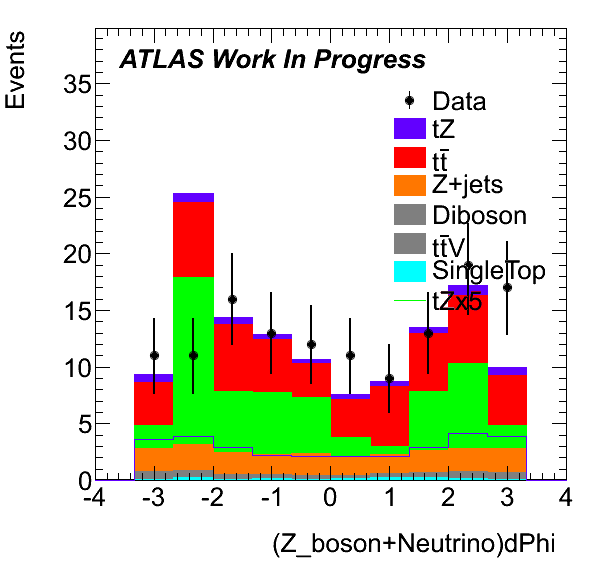 Events
ATLAS Work In Progress
Data
tZ
tt̄
Z+jets
Diboson
tt̄V
SingleTop
tZx5
35
30
25
20
15
10
5
0
-4 -3 -2 -1 0 1 2 3 4
(Z_boson+Neutrino)dPhi